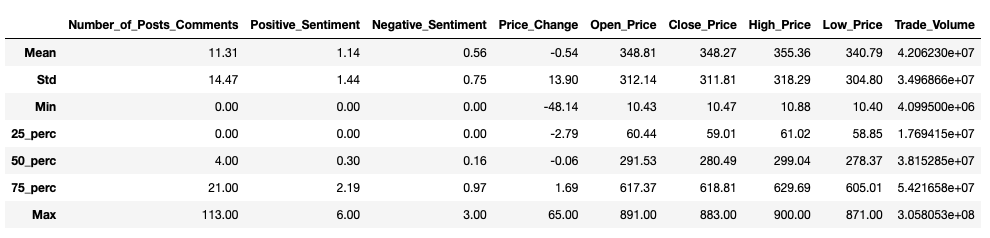 Number_of_Posts_Comments Positive_Sentiment Negative_Sentiment Price_Change Open_Price Close_Price High_Price Low_Price Trade_Volume
Mean 11.31 1.14 0.56 -0.54 348.81 348.27 355.36 340.79 4.206230e+07
Std 14.47 1.44 0.75 13.90 312.14 311.81 318.29 304.80 3.496866e+07
Min 0.00 0.00 0.00 -48.14 10.43 10.47 10.88 10.40 4.099500e+06
25_perc 0.00 0.00 0.00 -2.79 60.44 59.01 61.02 58.85 1.769415e+07
50_perc 4.00 0.30 0.16 -0.06 291.53 280.49 299.04 278.37 3.815285e+07
75_perc 21.00 2.19 0.97 1.69 617.37 618.81 629.69 605.01 5.421658e+07
Max 113.00 6.00 3.00 65.00 891.00 883.00 900.00 871.00 3.058053e+08